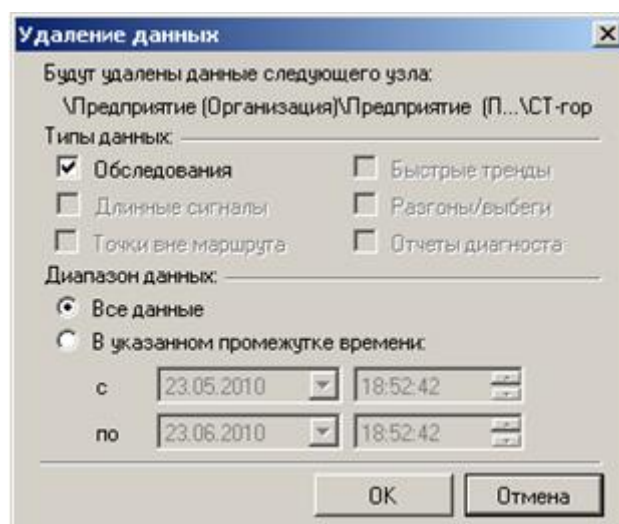 Удаление данных
Будут удалены данные следующего узла:
\Предприятие (Организация)\Предприятие (П...\СТ-гор
Типы данных:
Обследования
Быстрые тренды
Длинные сигналы
Разгоны/выбеги
Точки вне маршрута
Отчеты диагноста
Диапазон данных:
Все данные
В указанном промежутке времени:
с 23.05.2010 18:52:42
по 23.06.2010 18:52:42
OK Отмена